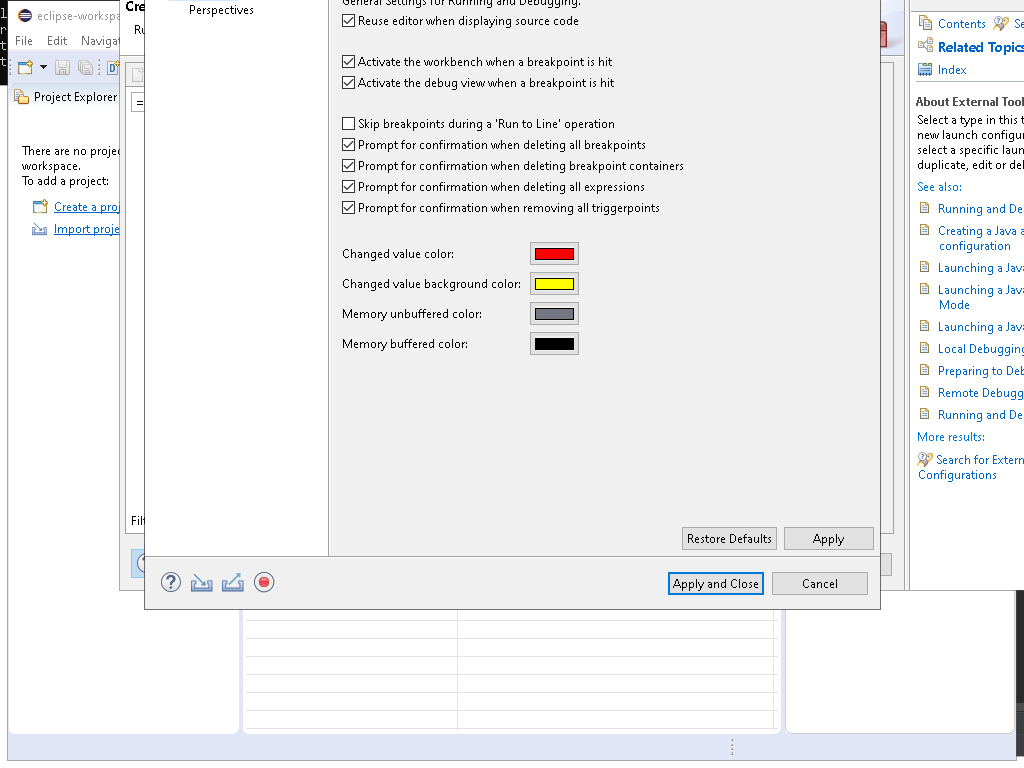 eclipse-workspa
File Edit Navigat
Project Explorer
There are no projec
workspace.
To add a project:
Create a proj
Import proje
Cre
Ru
=
Filt
Perspectives
General Settings for Running and Debugging.
Reuse editor when displaying source code
Activate the workbench when a breakpoint is hit
Activate the debug view when a breakpoint is hit
Skip breakpoints during a 'Run to Line' operation
Prompt for confirmation when deleting all breakpoints
Prompt for confirmation when deleting breakpoint containers
Prompt for confirmation when deleting all expressions
Prompt for confirmation when removing all triggerpoints
Changed value color:
Changed value background color:
Memory unbuffered color:
Memory buffered color:
Restore Defaults Apply
Apply and Close Cancel
Contents Se
Related Topics
Index
About External Tool
Select a type in this t
new launch configur
select a specific laun
duplicate, edit or del
See also:
Running and De
Creating a Java a
configuration
Launching a Java
Launching a Java
Mode
Launching a Java
Local Debugging
Preparing to Deb
Remote Debugg
Running and De
More results:
Search for Extern
Configurations